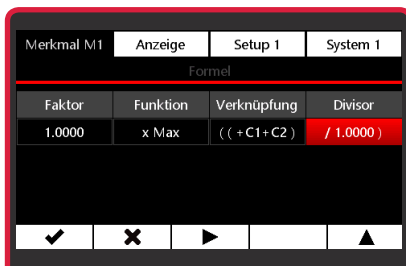 Merkmal M1 Anzeige Setup 1 System 1
Formel
Faktor Funktion Verknüpfung Divisor
1.0000 x Max ( ( +C1+C2 ) / 1.0000 )